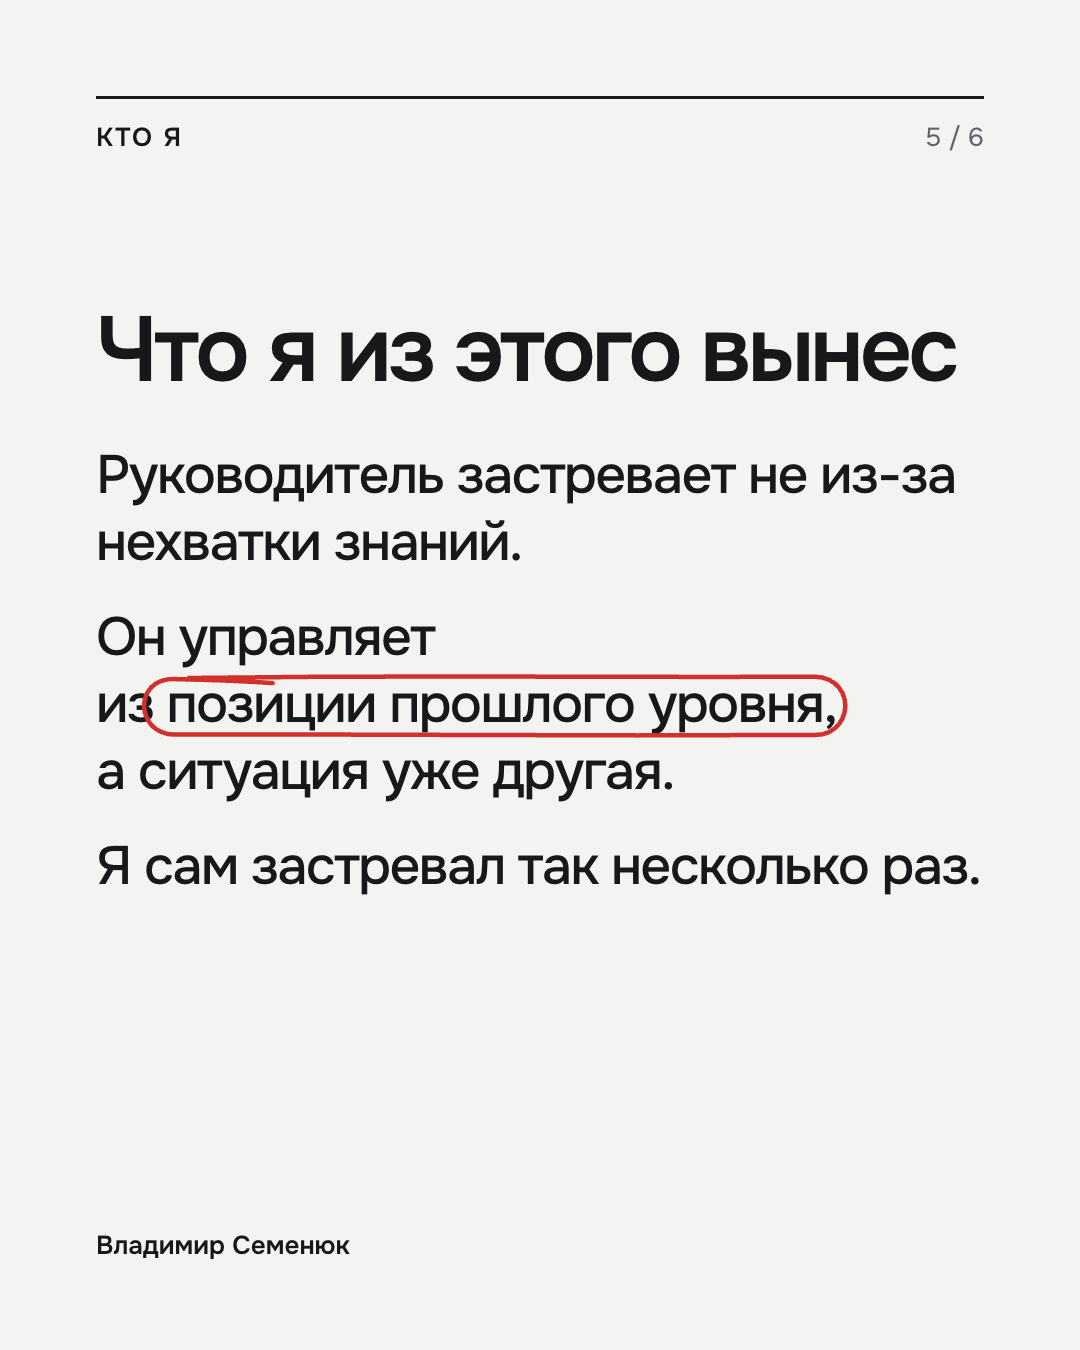 КТО Я
5 / 6
Что я из этого вынес
Руководитель застревает не из-за
нехватки знаний.
Он управляет
из позиции прошлого уровня,
а ситуация уже другая.
Я сам застревал так несколько раз.
Владимир Семенюк